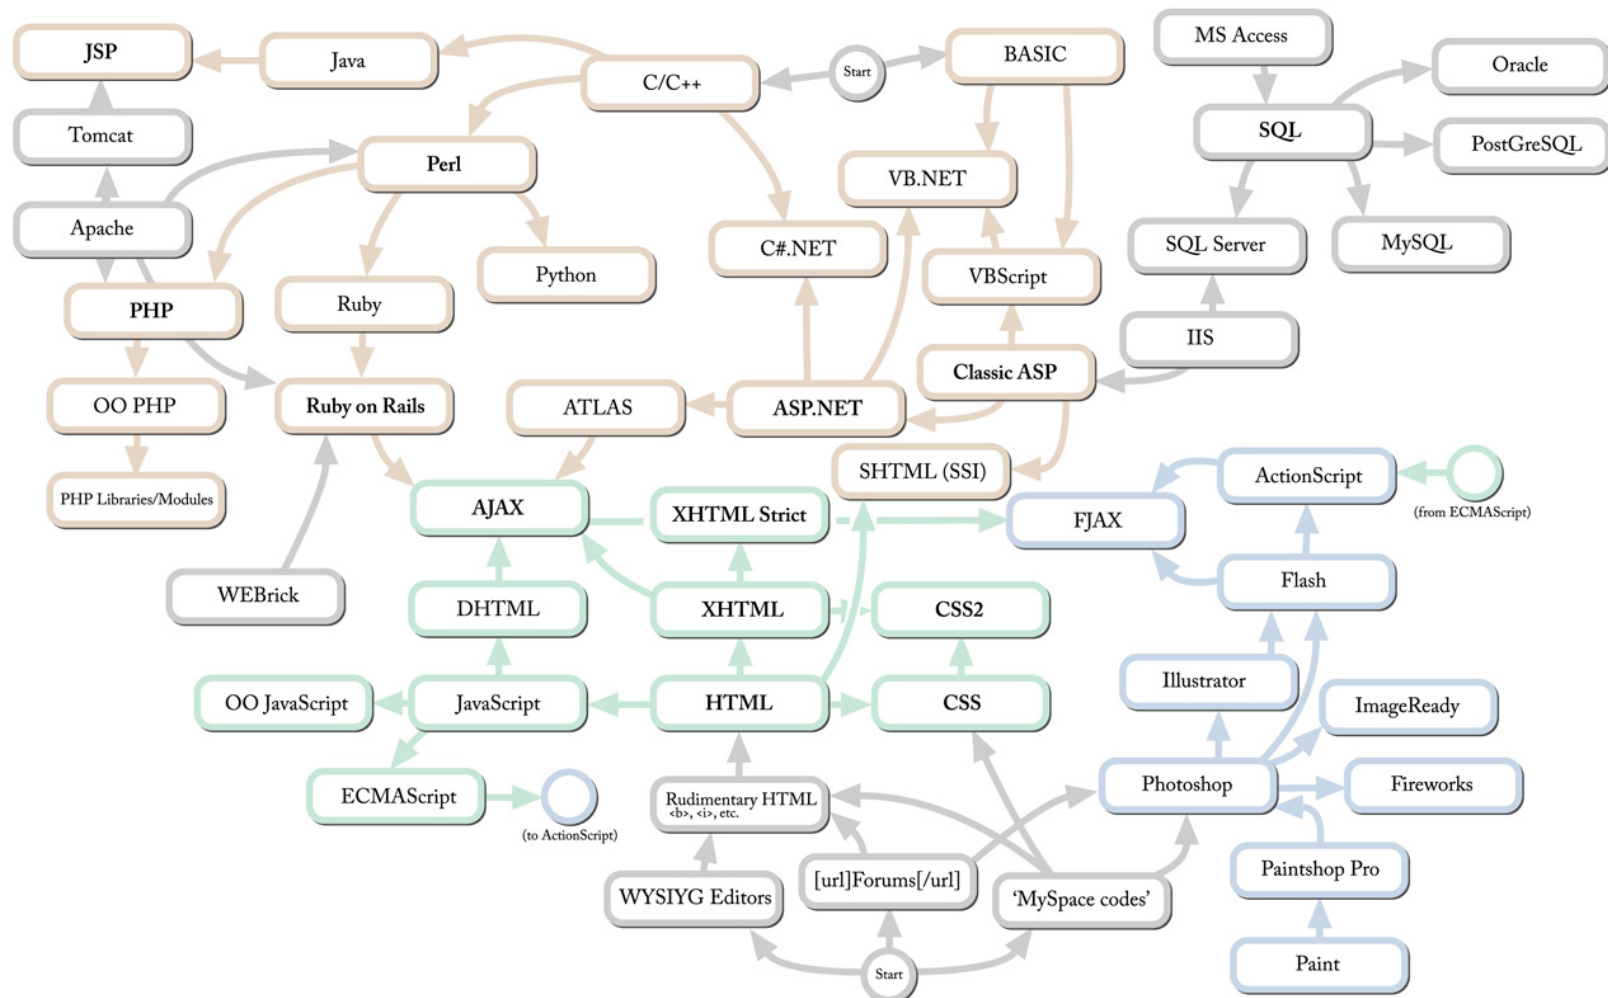 MS Access
JSP
Java
BASIC
Oracle
C/C++
Start
SQL
Tomcat
PostGreSQL
Perl
VB.NET
Apache
C#.NET
SQL Server
MySQL
Python
VBScript
PHP
Ruby
IIS
Classic ASP
OO PHP
Ruby on Rails
ATLAS
ASP.NET
SHTML (SSI)
ActionScript
PHP Libraries/Modules
(from ECMAScript)
AJAX
XHTML Strict
FJAX
WEBrick
DHTML
XHTML
CSS2
Flash
Illustrator
OO JavaScript
JavaScript
HTML
CSS
ImageReady
ECMAScript
(to ActionScript)
Rudimentary HTML
<b>, <i>, etc.
Photoshop
Fireworks
WYSIYG Editors
[url]Forums[/url]
'MySpace codes'
Paintshop Pro
Start
Paint